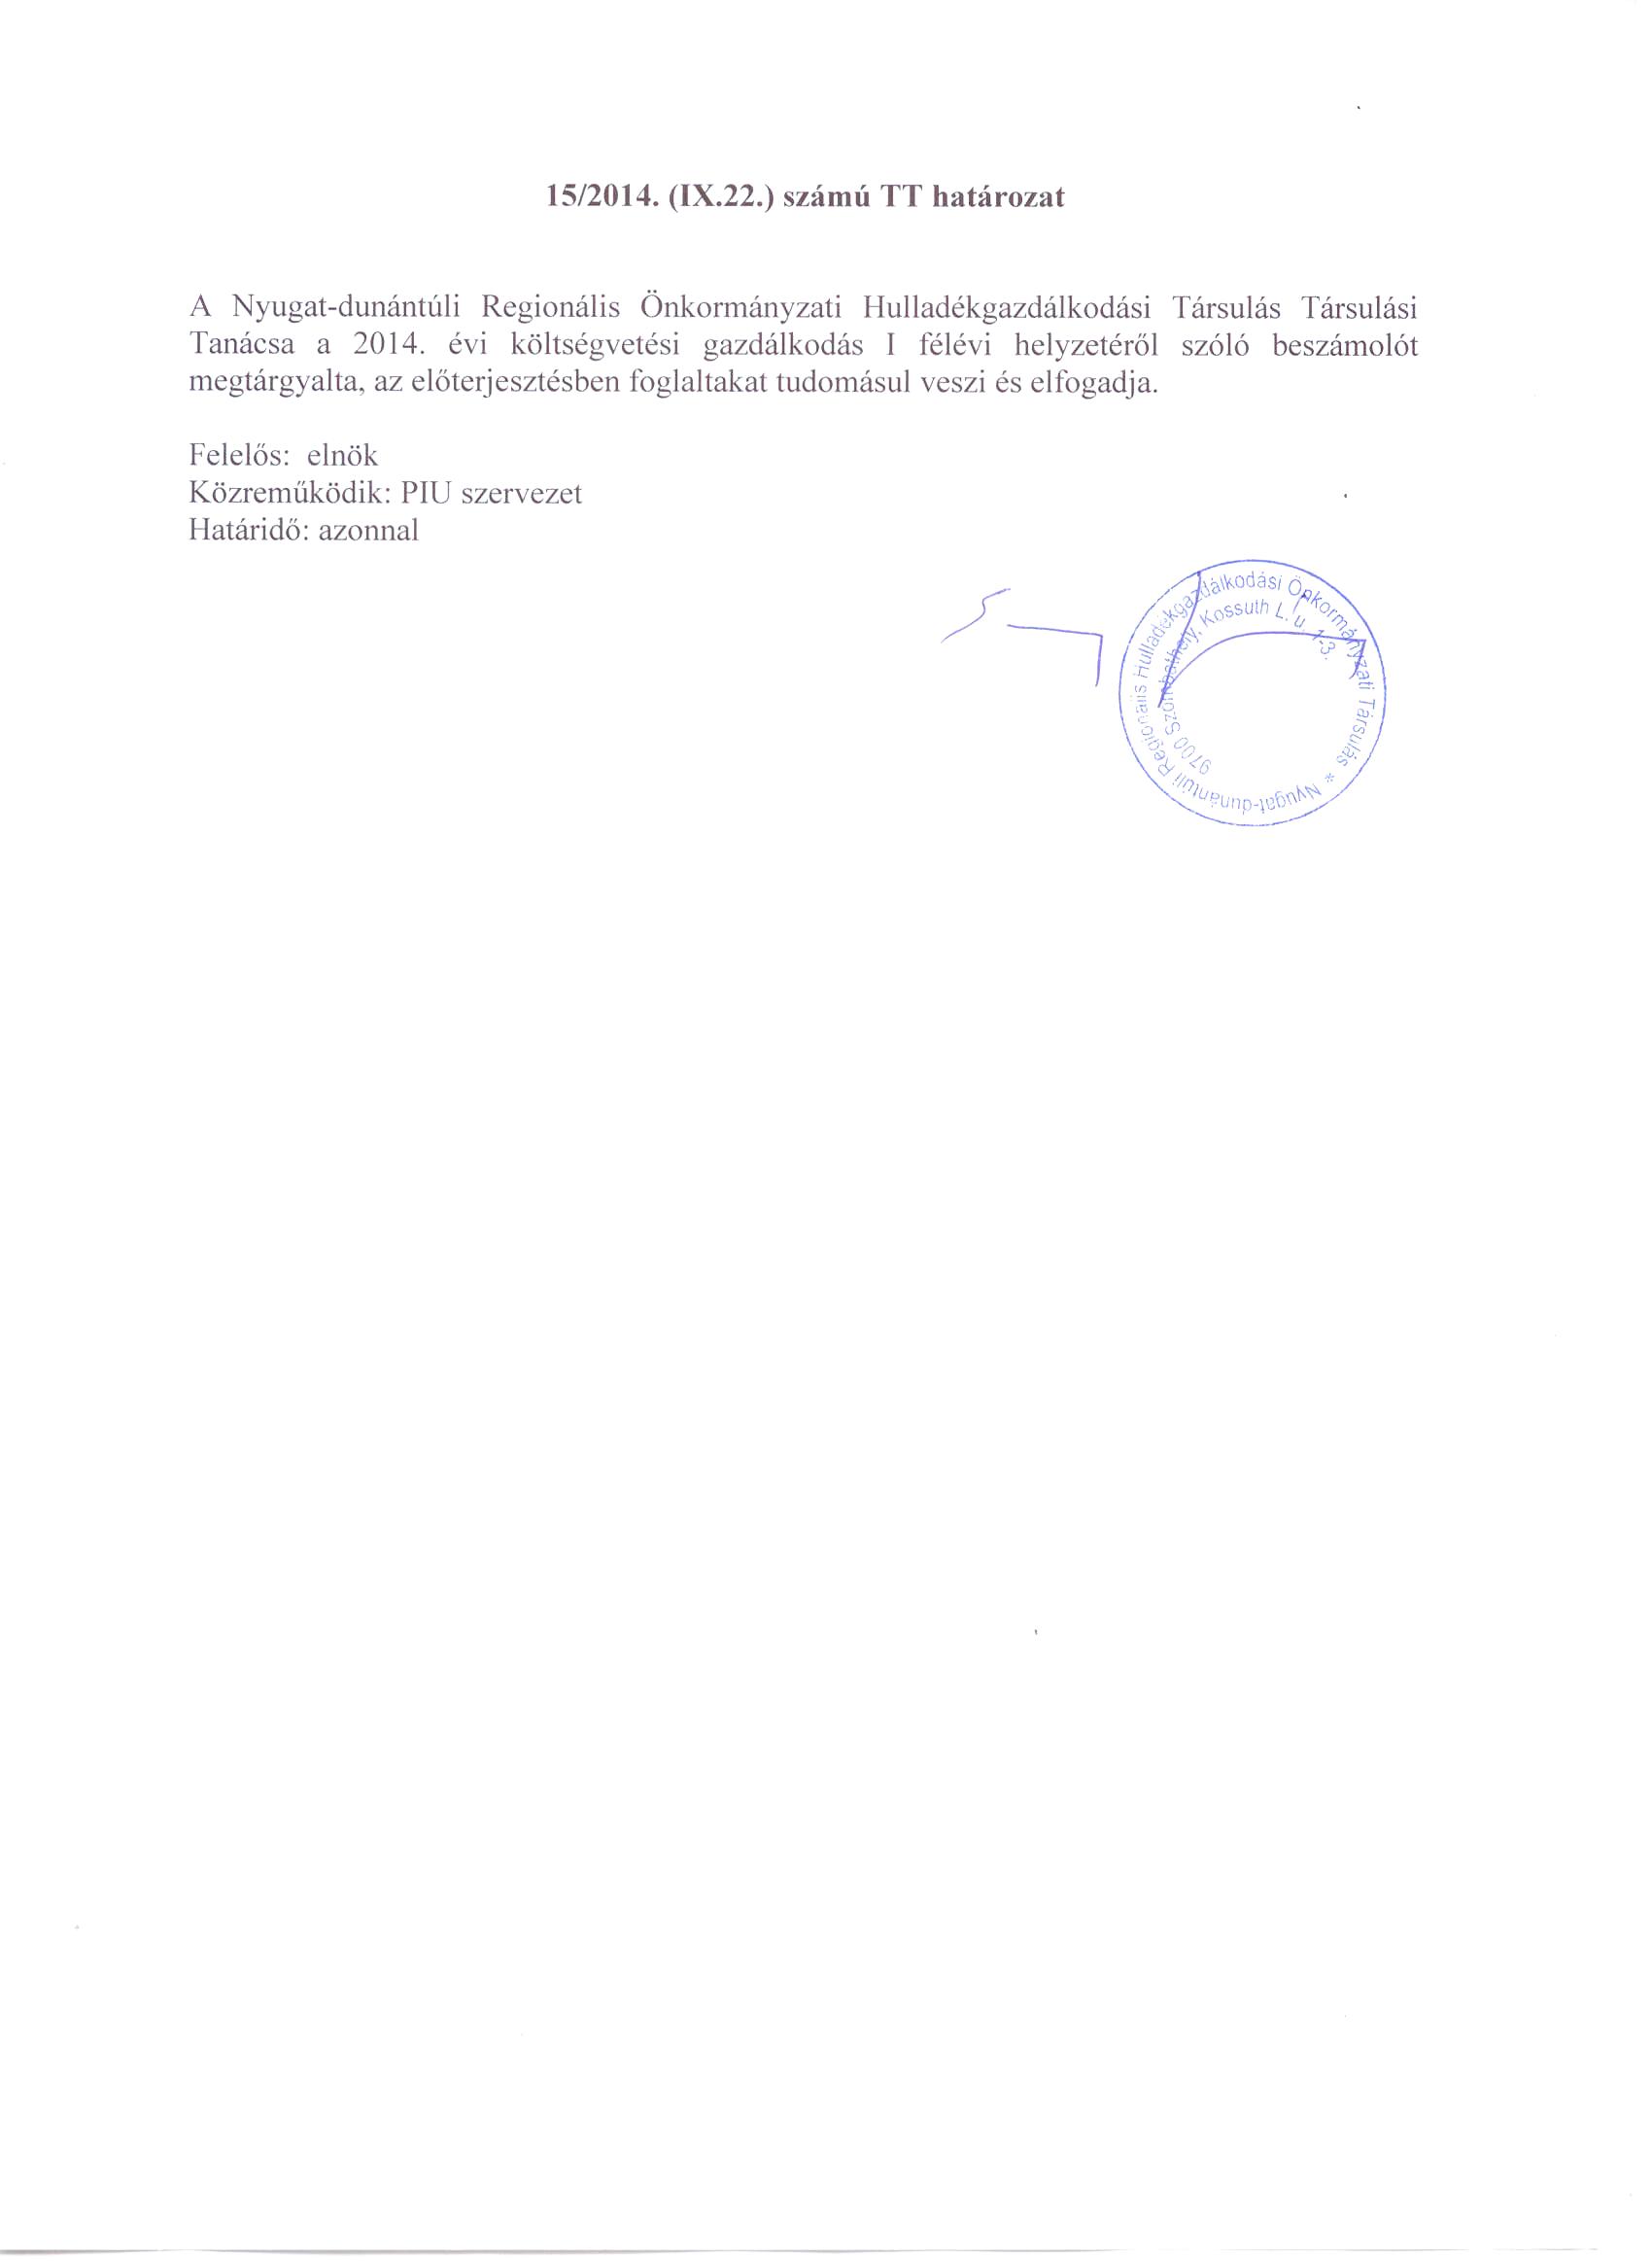 15/2014. (IX.22.) számú TT határozat
A Nyugat-dunántúli Regionális Önkormányzati Hulladékgazdálkodási Társulás Társulási
Tanácsa a 2014. évi költségvetési gazdálkodás I félévi helyzetéről szóló beszámolót
megtárgyalta, az előterjesztésben foglaltakat tudomásul veszi és elfogadja.
Felelős: elnök
Közreműködik: PIU szervezet
Határidő: azonnal
Nyugat-dunántúli Regionális Hulladékgazdálkodási Önkormányzati Társulás *
9700 Szombathely, Kossuth L. u. 1-3.